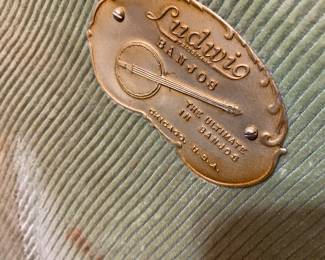 Ludwig
BANJOS
THE ULTIMATE
IN BANJOS
CHICAGO, U.S.A.